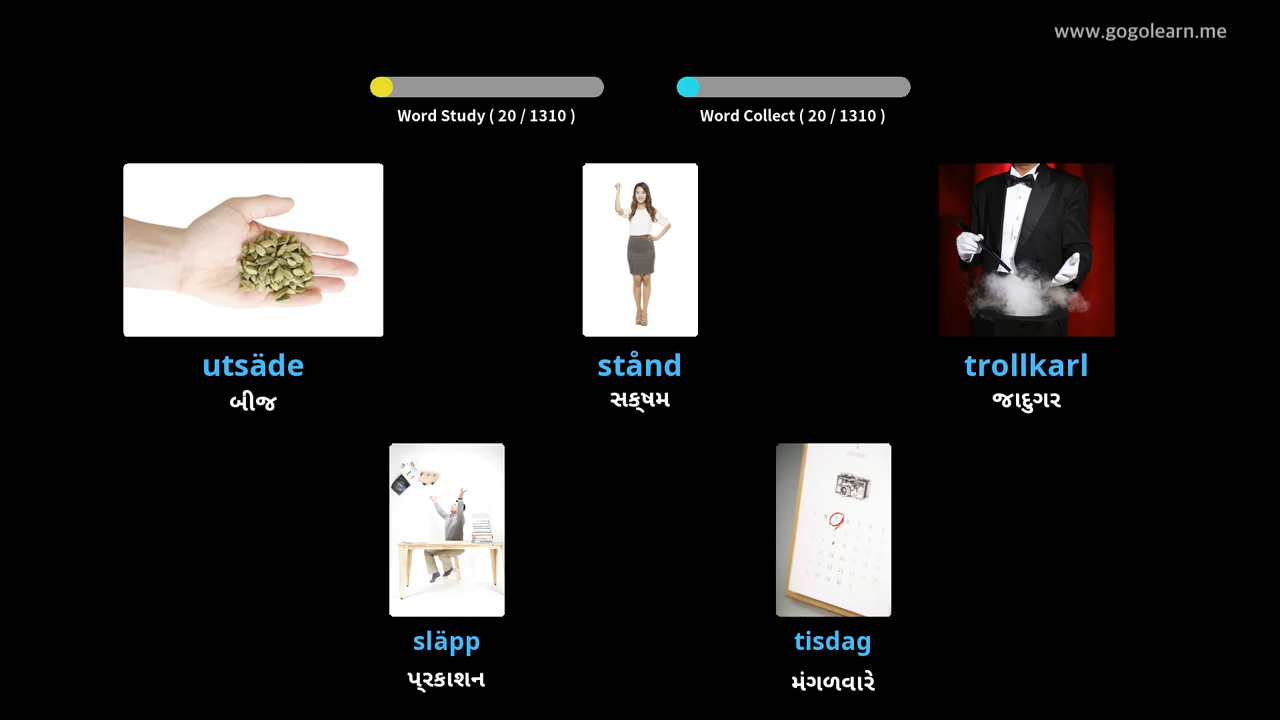 www.gogolearn.me
Word Study ( 20 / 1310 )
Word Collect ( 20 / 1310 )
utsäde
બીજ
stånd
સક્ષમ
trollkarl
જાદુગર
släpp
પ્રકાશન
tisdag
મંગળવારે